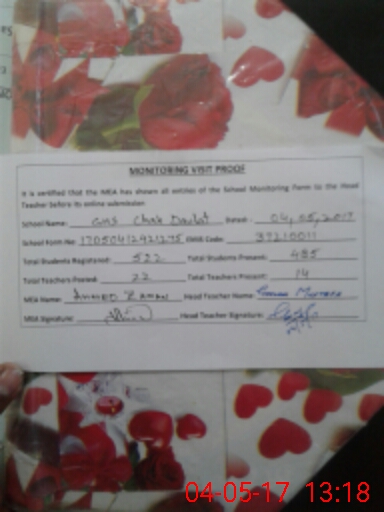 MONITORING VISIT PROOF
It is certified that the MEA has shown all entries of the School Monitoring Form to the Head
Teacher before its online submission
School Name: GHS Chak Daulat Dated: 04, 05, 2017
School Form No 17050412421275 EMIS Code: 37210011
Total Students Registered: 522 Total Students Present: 485
Total Teachers Posted: 22 Total Teachers Present: 14
MEA Name: AHMED ZAMAN Head Teacher Name:
MEA Signature: Head Teacher Signature:
04-05-17 13:18